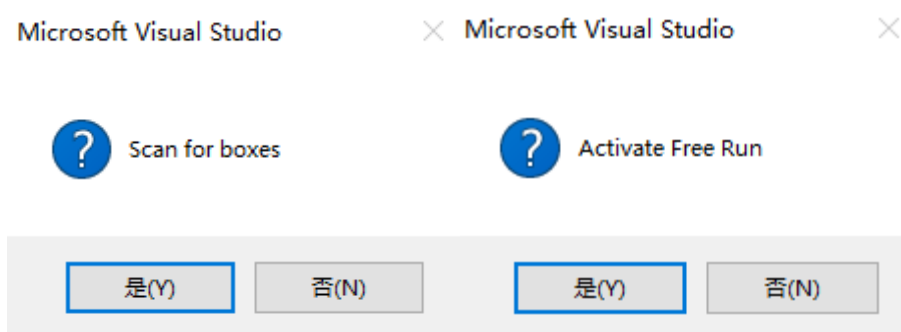 Microsoft Visual Studio
Scan for boxes
是(Y)
否(N)
Microsoft Visual Studio
Activate Free Run
是(Y)
否(N)